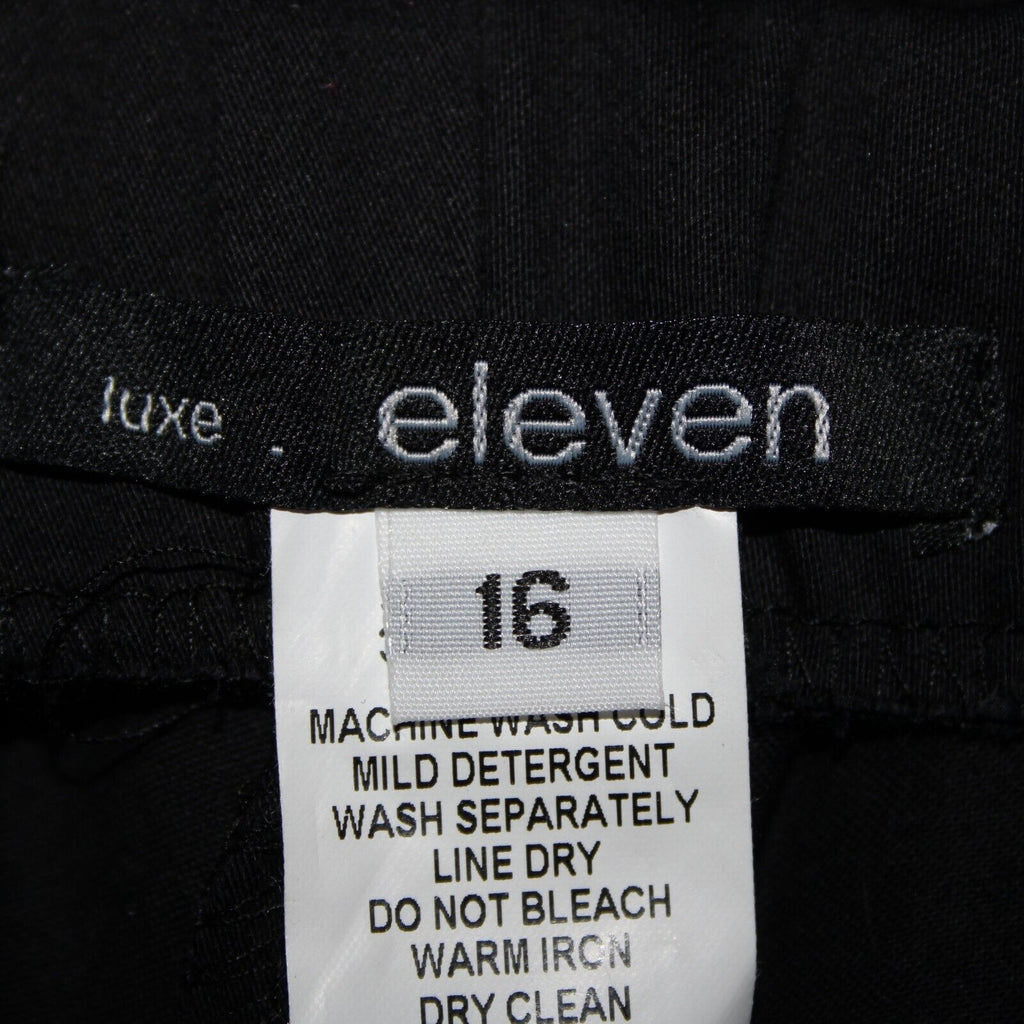 luxe . eleven
16
MACHINE WASH COLD
MILD DETERGENT
WASH SEPARATELY
LINE DRY
DO NOT BLEACH
WARM IRON
DRY CLEAN